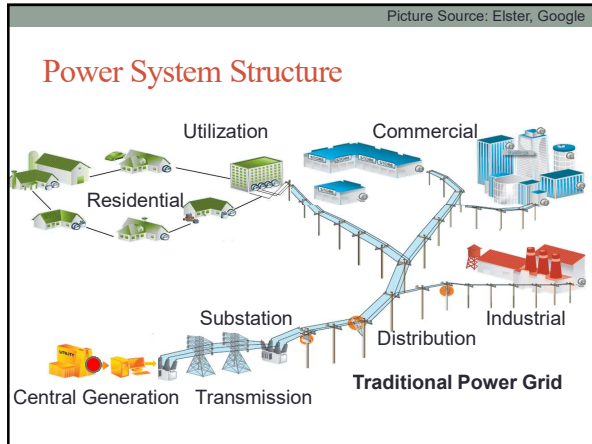 Picture Source: Elster, Google
Power System Structure
Utilization
Commercial
Residential
Substation
Distribution
Industrial
Central Generation
Transmission
Traditional Power Grid
UTILITY